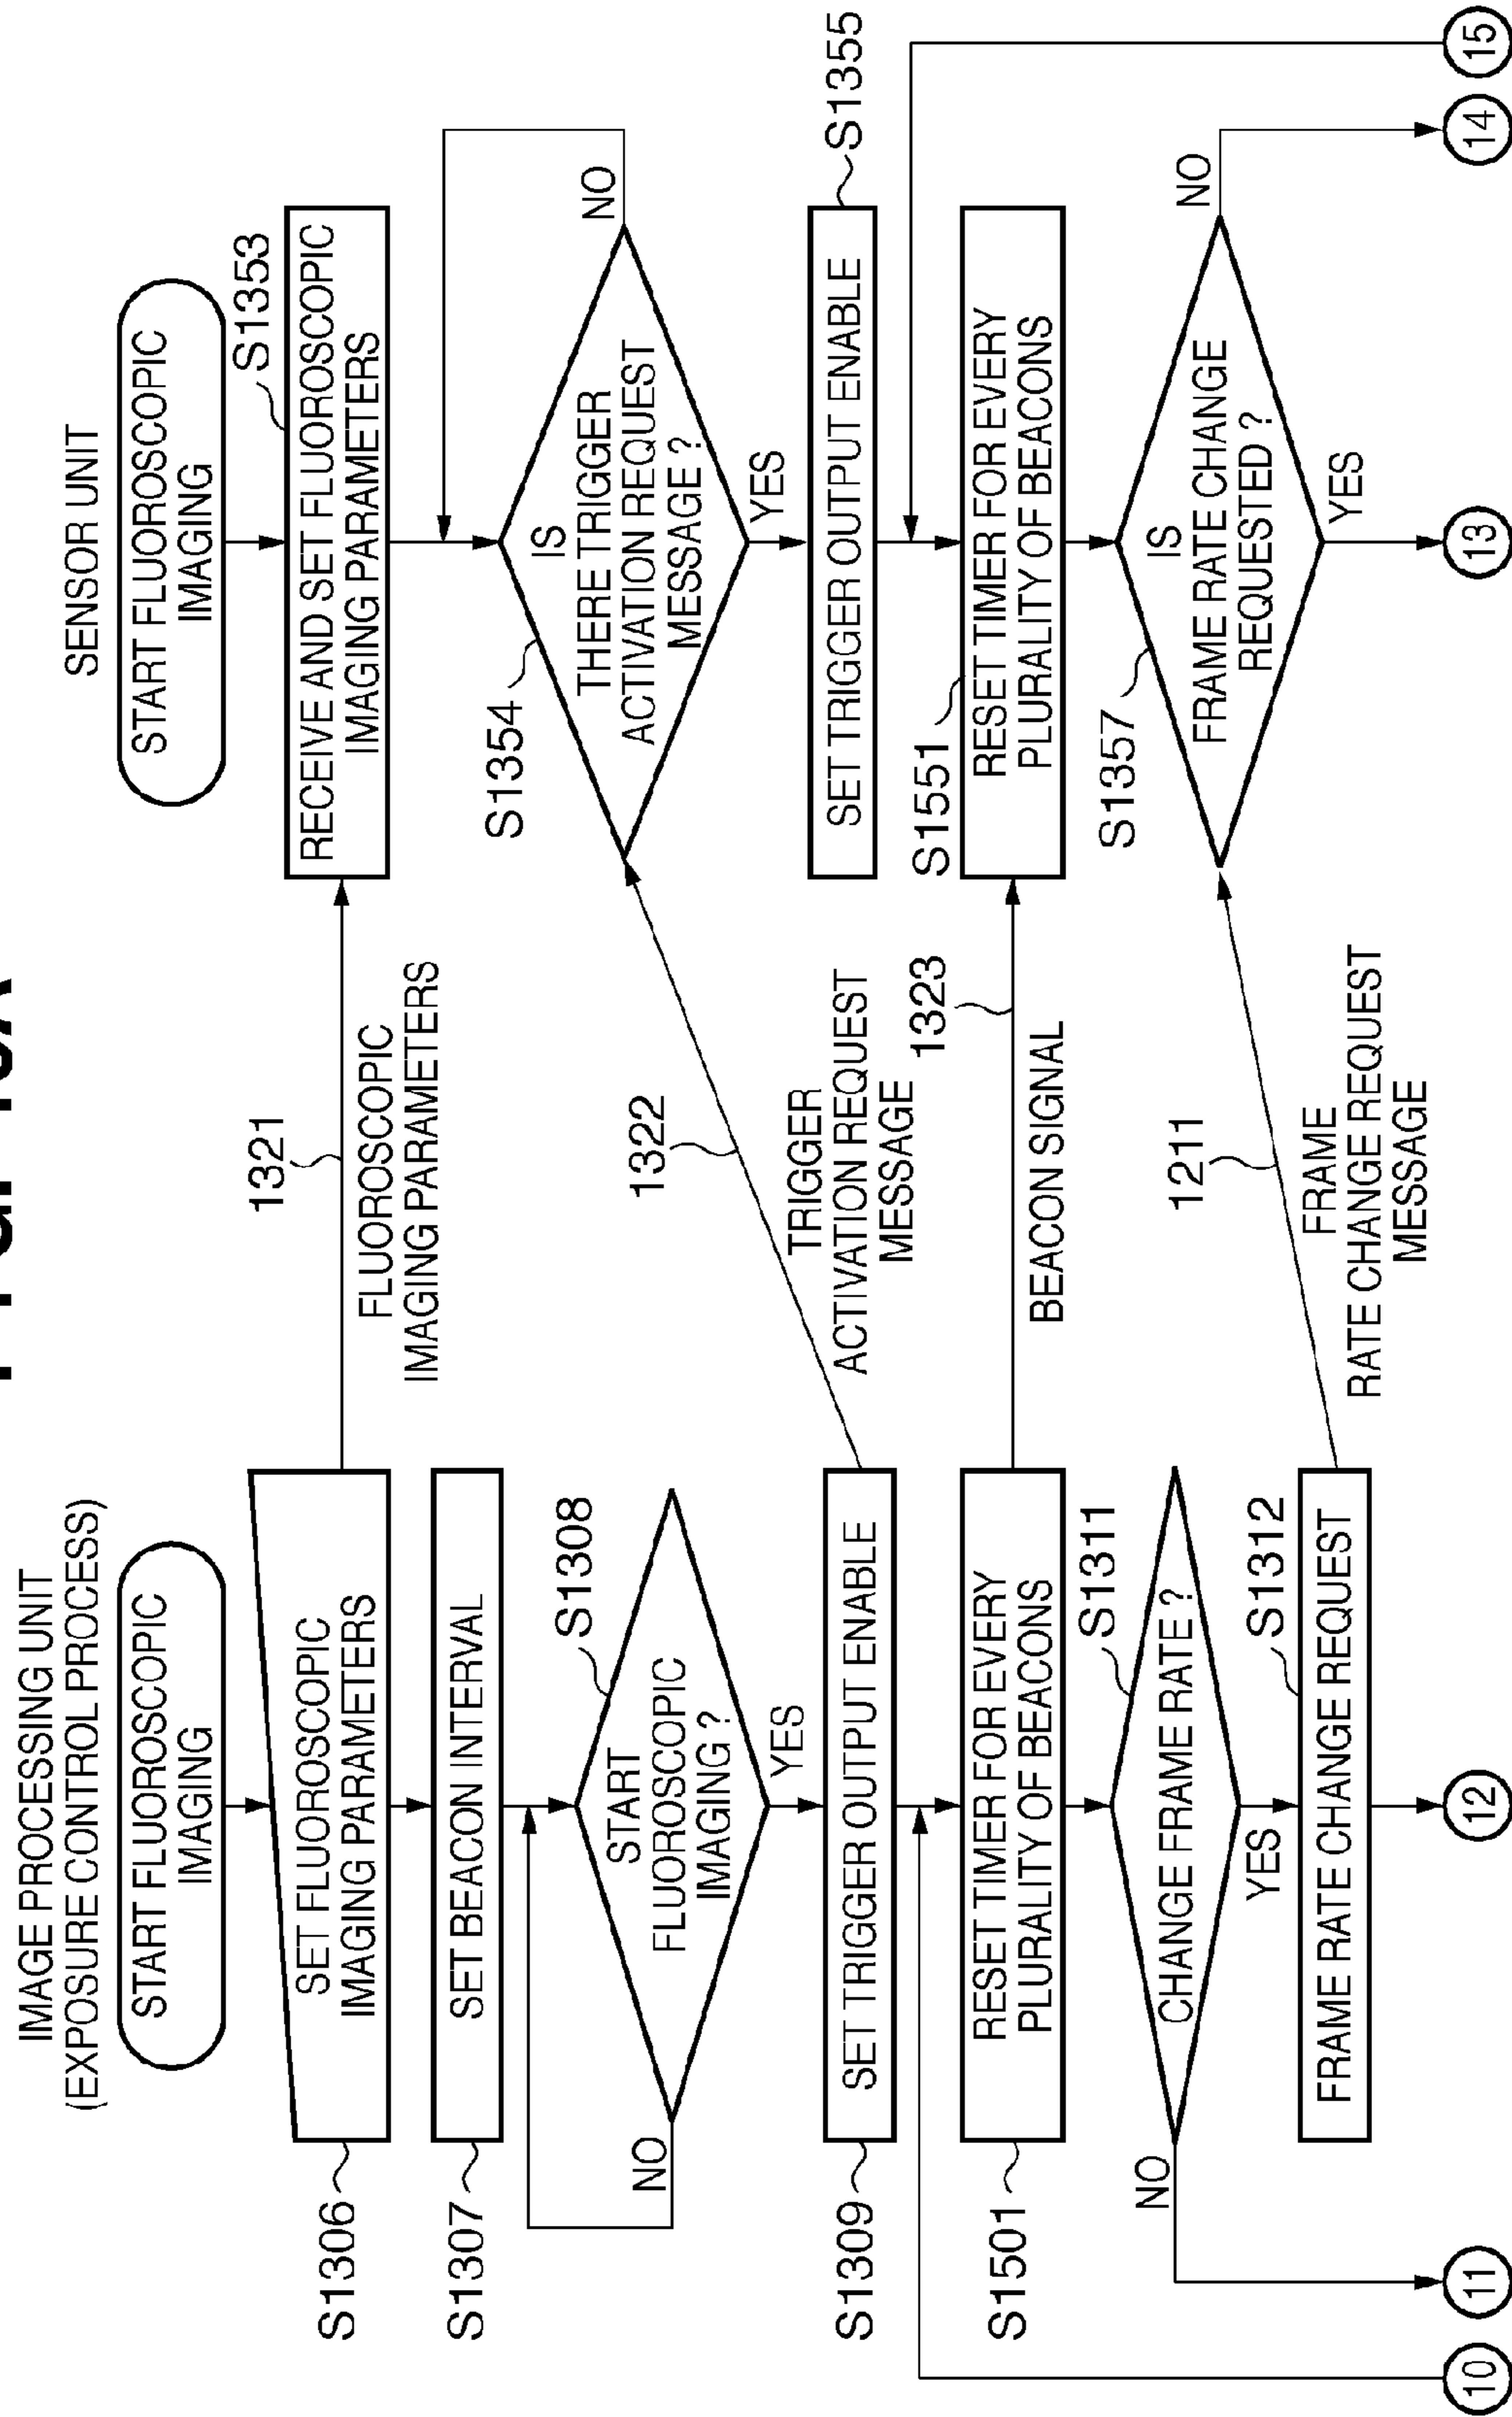 IMAGE PROCESSING UNIT
(EXPOSURE CONTROL PROCESS)
START FLUOROSCOPIC
IMAGING
S1306
SET FLUOROSCOPIC
IMAGING PARAMETERS
S1307
SET BEACON INTERVAL
S1308
START
FLUOROSCOPIC
IMAGING ?
NO
YES
S1309
SET TRIGGER OUTPUT ENABLE
S1501
RESET TIMER FOR EVERY
PLURALITY OF BEACONS
S1311
CHANGE FRAME RATE ?
NO
YES
S1312
FRAME RATE CHANGE REQUEST
10
11
12
1321
FLUOROSCOPIC
IMAGING PARAMETERS
1322
TRIGGER
ACTIVATION REQUEST
MESSAGE
1323
BEACON SIGNAL
1211
FRAME
RATE CHANGE REQUEST
MESSAGE
SENSOR UNIT
START FLUOROSCOPIC
IMAGING
S1353
RECEIVE AND SET FLUOROSCOPIC
IMAGING PARAMETERS
S1354
IS
THERE TRIGGER
ACTIVATION REQUEST
MESSAGE ?
NO
YES
S1355
SET TRIGGER OUTPUT ENABLE
S1551
RESET TIMER FOR EVERY
PLURALITY OF BEACONS
S1357
IS
FRAME RATE CHANGE
REQUESTED ?
NO
YES
13
14
15